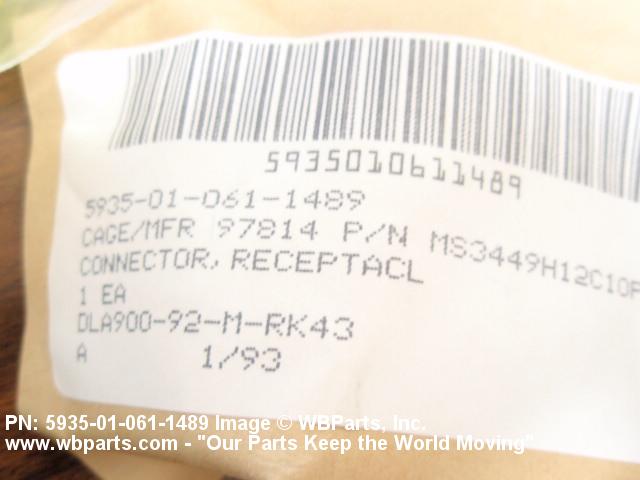 5935010611489
5935-01-061-1489
CAGE/MFR 97814 P/N MS3449H12C10P
CONNECTOR, RECEPTACL
1 EA
DLA900-92-M-RK43
A 1/93
PN: 5935-01-061-1489 Image © WBParts, Inc.
www.wbparts.com - "Our Parts Keep the World Moving"